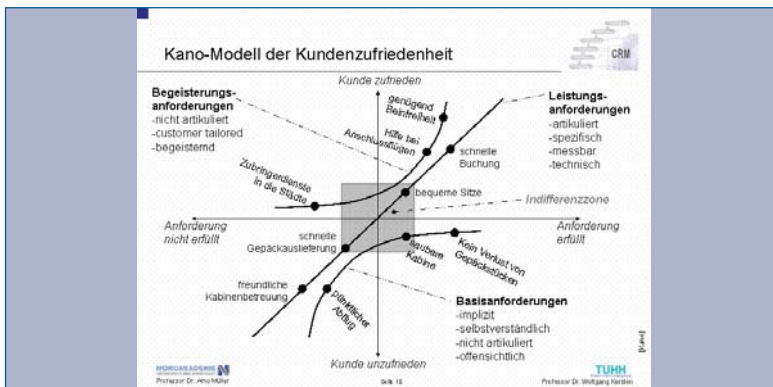 Kano-Modell der Kundenzufriedenheit
CRM
Kunde zufrieden
Begeisterungs-
anforderungen
-nicht artikuliert
-customer tailored
-begeisternd
genügend
Beinfreiheit
Hilfe bei
Anschlussflügen
Leistungs-
anforderungen
-artikuliert
-spezifisch
-messbar
-technisch
schnelle
Buchung
Zubringerdienste
in die Städte
bequeme Sitze
Indifferenzzone
Anforderung
nicht erfüllt
Anforderung
erfüllt
schnelle
Gepäckauslieferung
saubere
Kabine
Kein Verlust von
Gepäckstücken
freundliche
Kabinenbetreuung
pünktlicher
Abflug
Basisanforderungen
-implizit
-selbstverständlich
-nicht artikuliert
-offensichtlich
Kunde unzufrieden
NORDAKADEMIE
Professor Dr. Arno Müller
TUHH
Professor Dr. Wolfgang Kersten